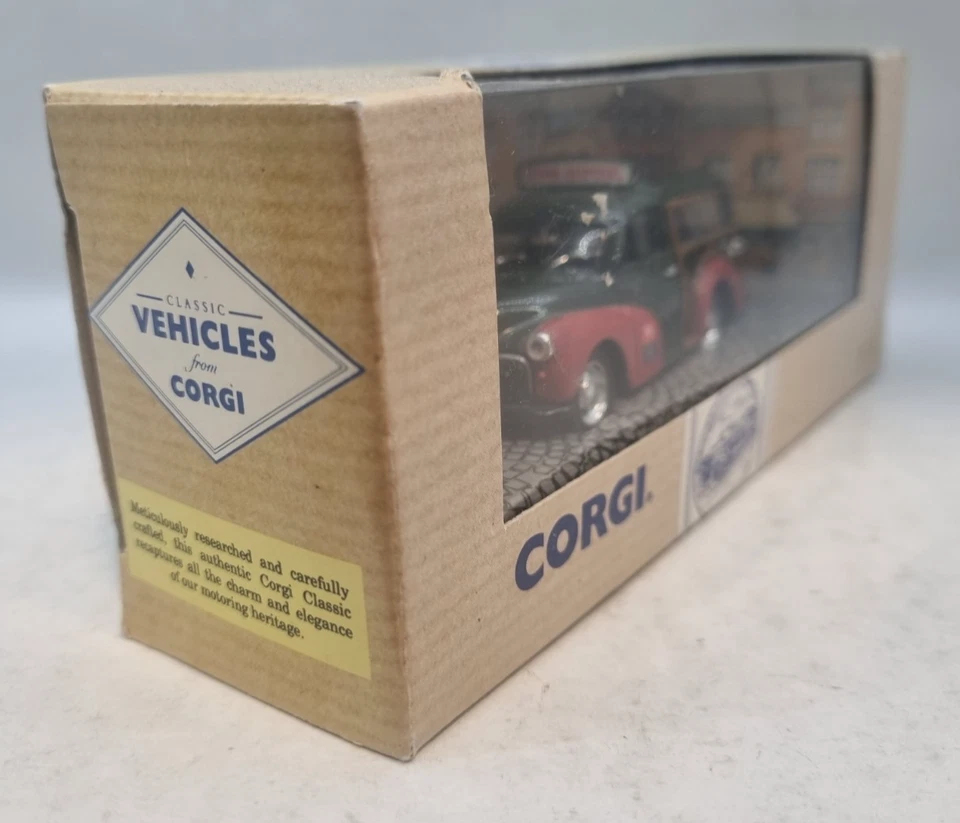 CLASSIC
VEHICLES
from
CORGI
Meticulously researched and carefully
crafted, this authentic Corgi Classic
recaptures all the charm and elegance
of our motoring heritage.
CORGI